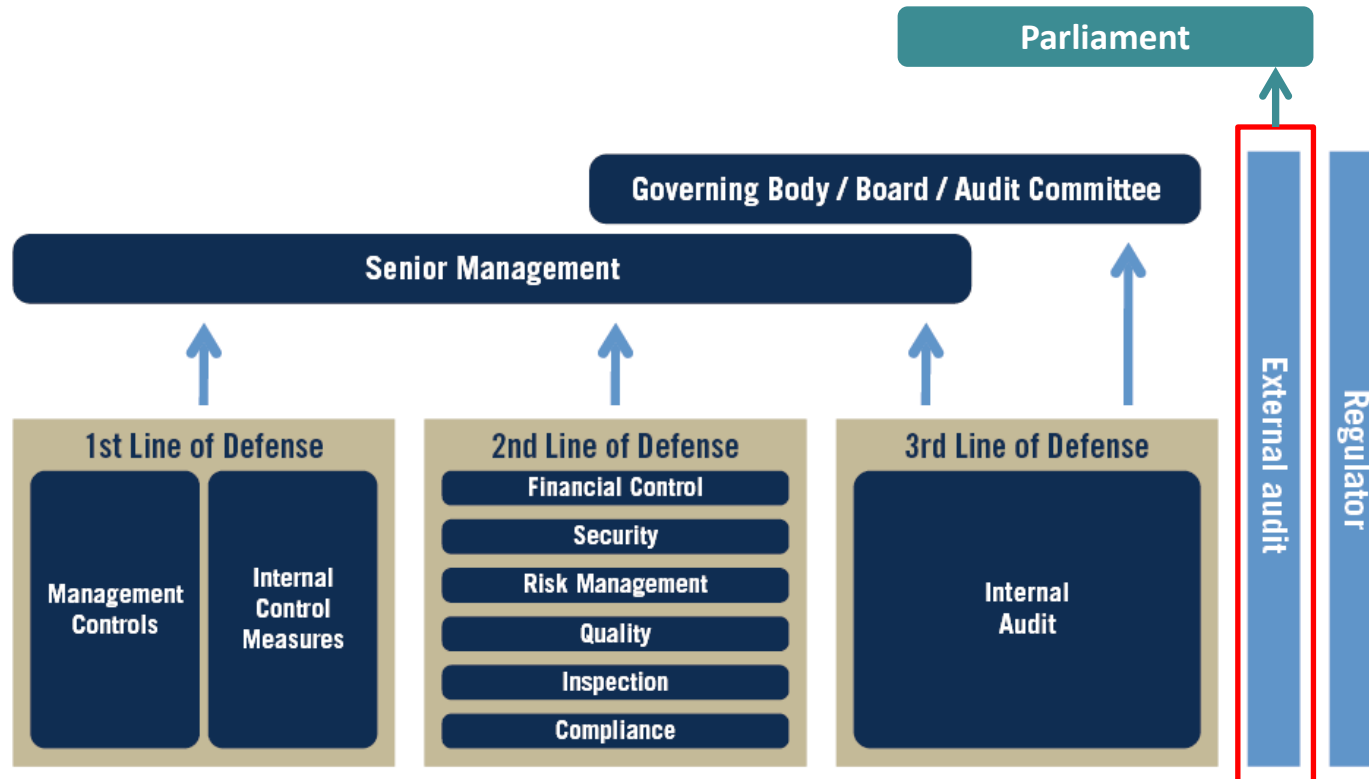 Parliament
Governing Body / Board / Audit Committee
Senior Management
1st Line of Defense
Management
Controls
Internal
Control
Measures
2nd Line of Defense
Financial Control
Security
Risk Management
Quality
Inspection
Compliance
3rd Line of Defense
Internal
Audit
External audit
Regulator